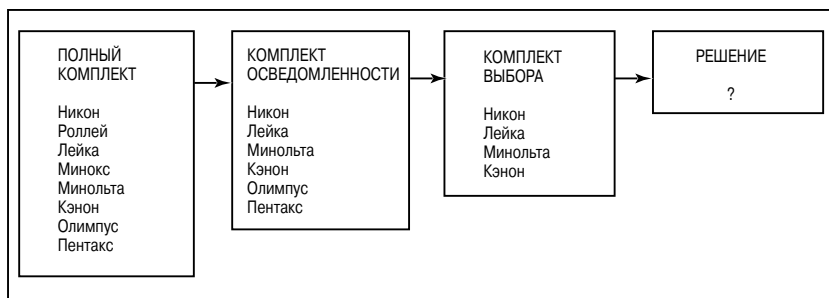 ПОЛНЫЙ
КОМПЛЕКТ
Никон
Роллей
Лейка
Минокс
Минольта
Кэнон
Олимпус
Пентакс
КОМПЛЕКТ
ОСВЕДОМЛЕННОСТИ
Никон
Лейка
Минольта
Кэнон
Олимпус
Пентакс
КОМПЛЕКТ
ВЫБОРА
Никон
Лейка
Минольта
Кэнон
РЕШЕНИЕ
?